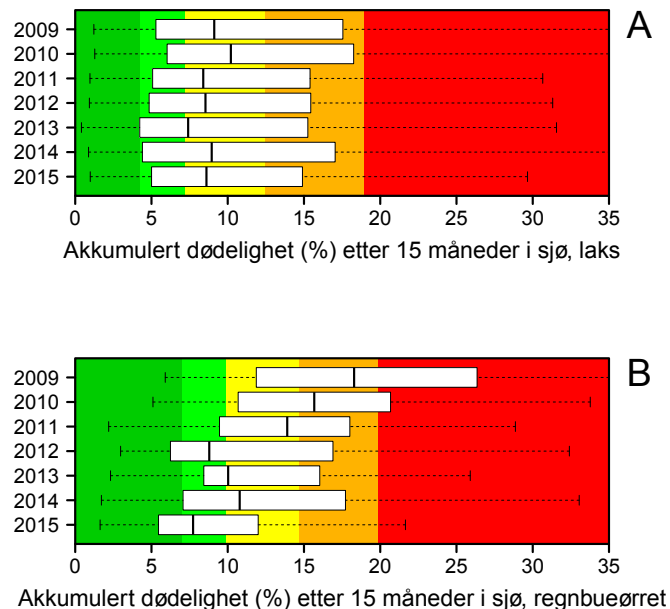 A
2009
2010
2011
2012
2013
2014
2015
0 5 10 15 20 25 30 35
Akkumulert dødelighet (%) etter 15 måneder i sjø, laks
B
2009
2010
2011
2012
2013
2014
2015
0 5 10 15 20 25 30 35
Akkumulert dødelighet (%) etter 15 måneder i sjø, regnbueørret